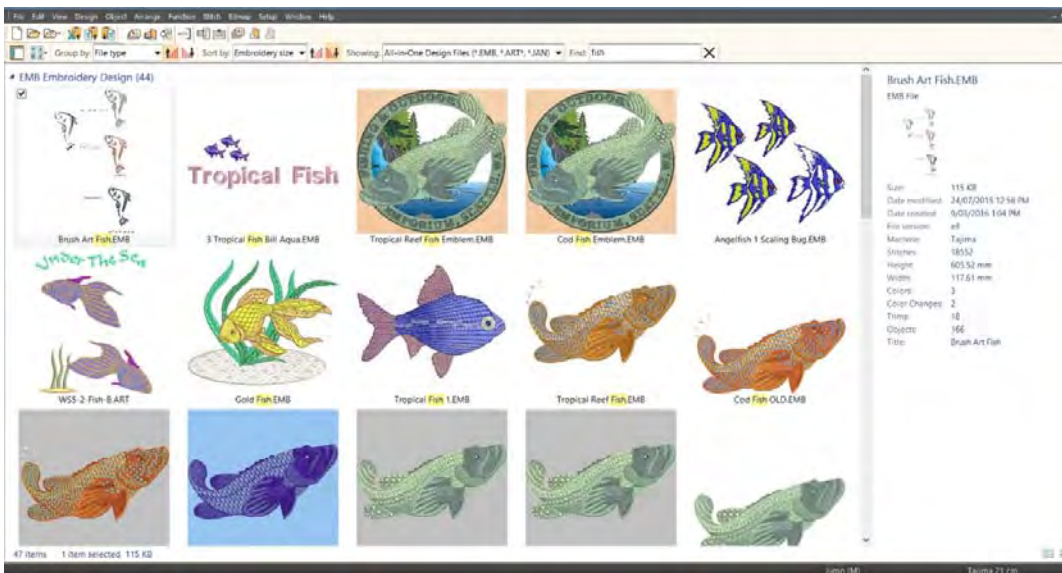 File Edit View Design Object Arrange Function Stitch Bitmap Setup Window Help
Group by: File type Sort by: Embroidery size Showing: All-in-One Design Files (*.EMB, *.ART*, *.JAN) Find: fish
EMB Embroidery Design (44)
Tropical Fish
Brush Art Fish.EMB
3 Tropical Fish Bill Aqua.EMB
Tropical Reef Fish Emblem.EMB
Cod Fish Emblem.EMB
Angelfish 1 Scaling Bug.EMB
Under The Sea
WS5-2-Fish-B.ART
Gold Fish.EMB
Tropical Fish 1.EMB
Tropical Reef Fish.EMB
Cod Fish OLD.EMB
Brush Art Fish.EMB
EMB File
Size: 115 KB
Date modified: 24/07/2015 12:56 PM
Date created: 9/03/2016 1:04 PM
File version: e9
Machine: Tajima
Stitches: 18552
Height: 605.52 mm
Width: 117.61 mm
Colors: 3
Color Changes: 2
Trims: 18
Objects: 166
Title: Brush Art Fish
47 items 1 item selected, 115 KB
Jump (M) Tajima 21 cm